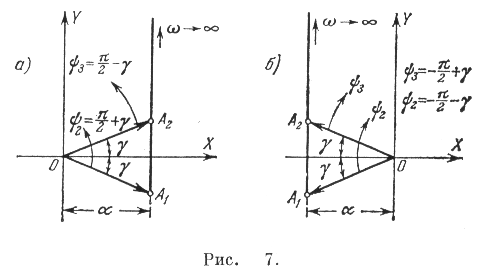 а)
Y
ω→∞
ψ₃=π/2-γ
ψ₂=π/2+γ
A₂
γ
γ
X
O
A₁
α
б)
ω→∞
Y
ψ₃=-π/2+γ
ψ₂=-π/2-γ
ψ₃
ψ₂
A₂
γ
γ
X
O
A₁
α
Рис. 7.